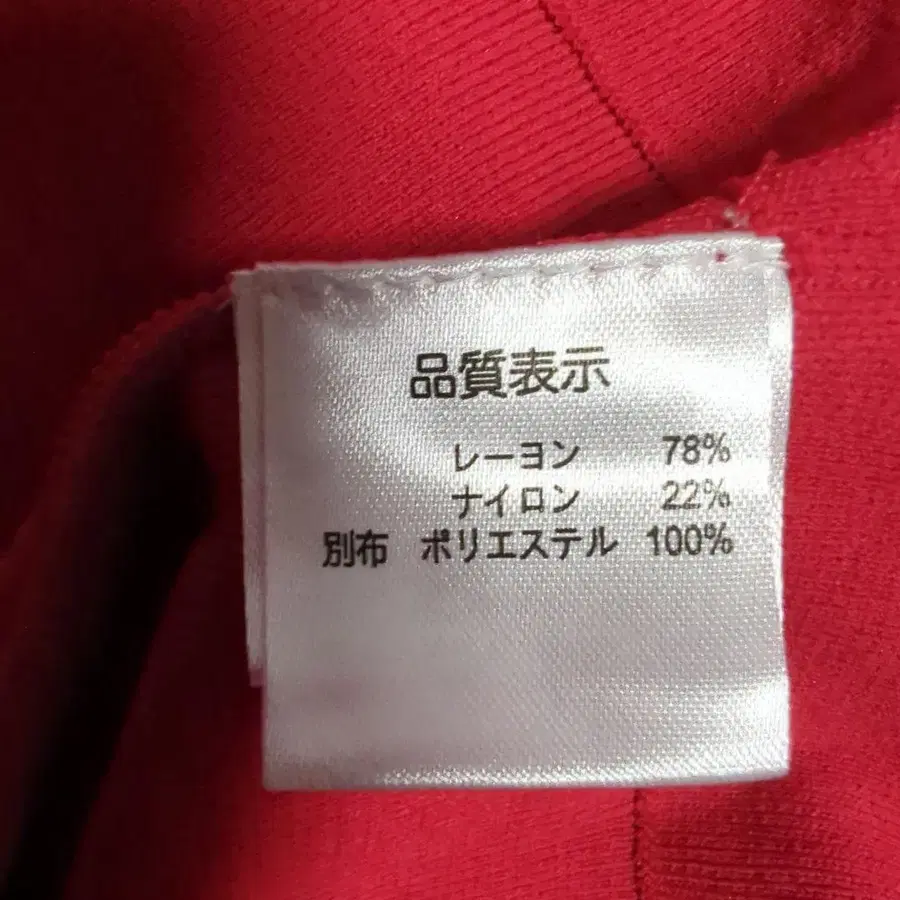 品質表示
レーヨン 78%
ナイロン 22%
別布 ポリエステル 100%